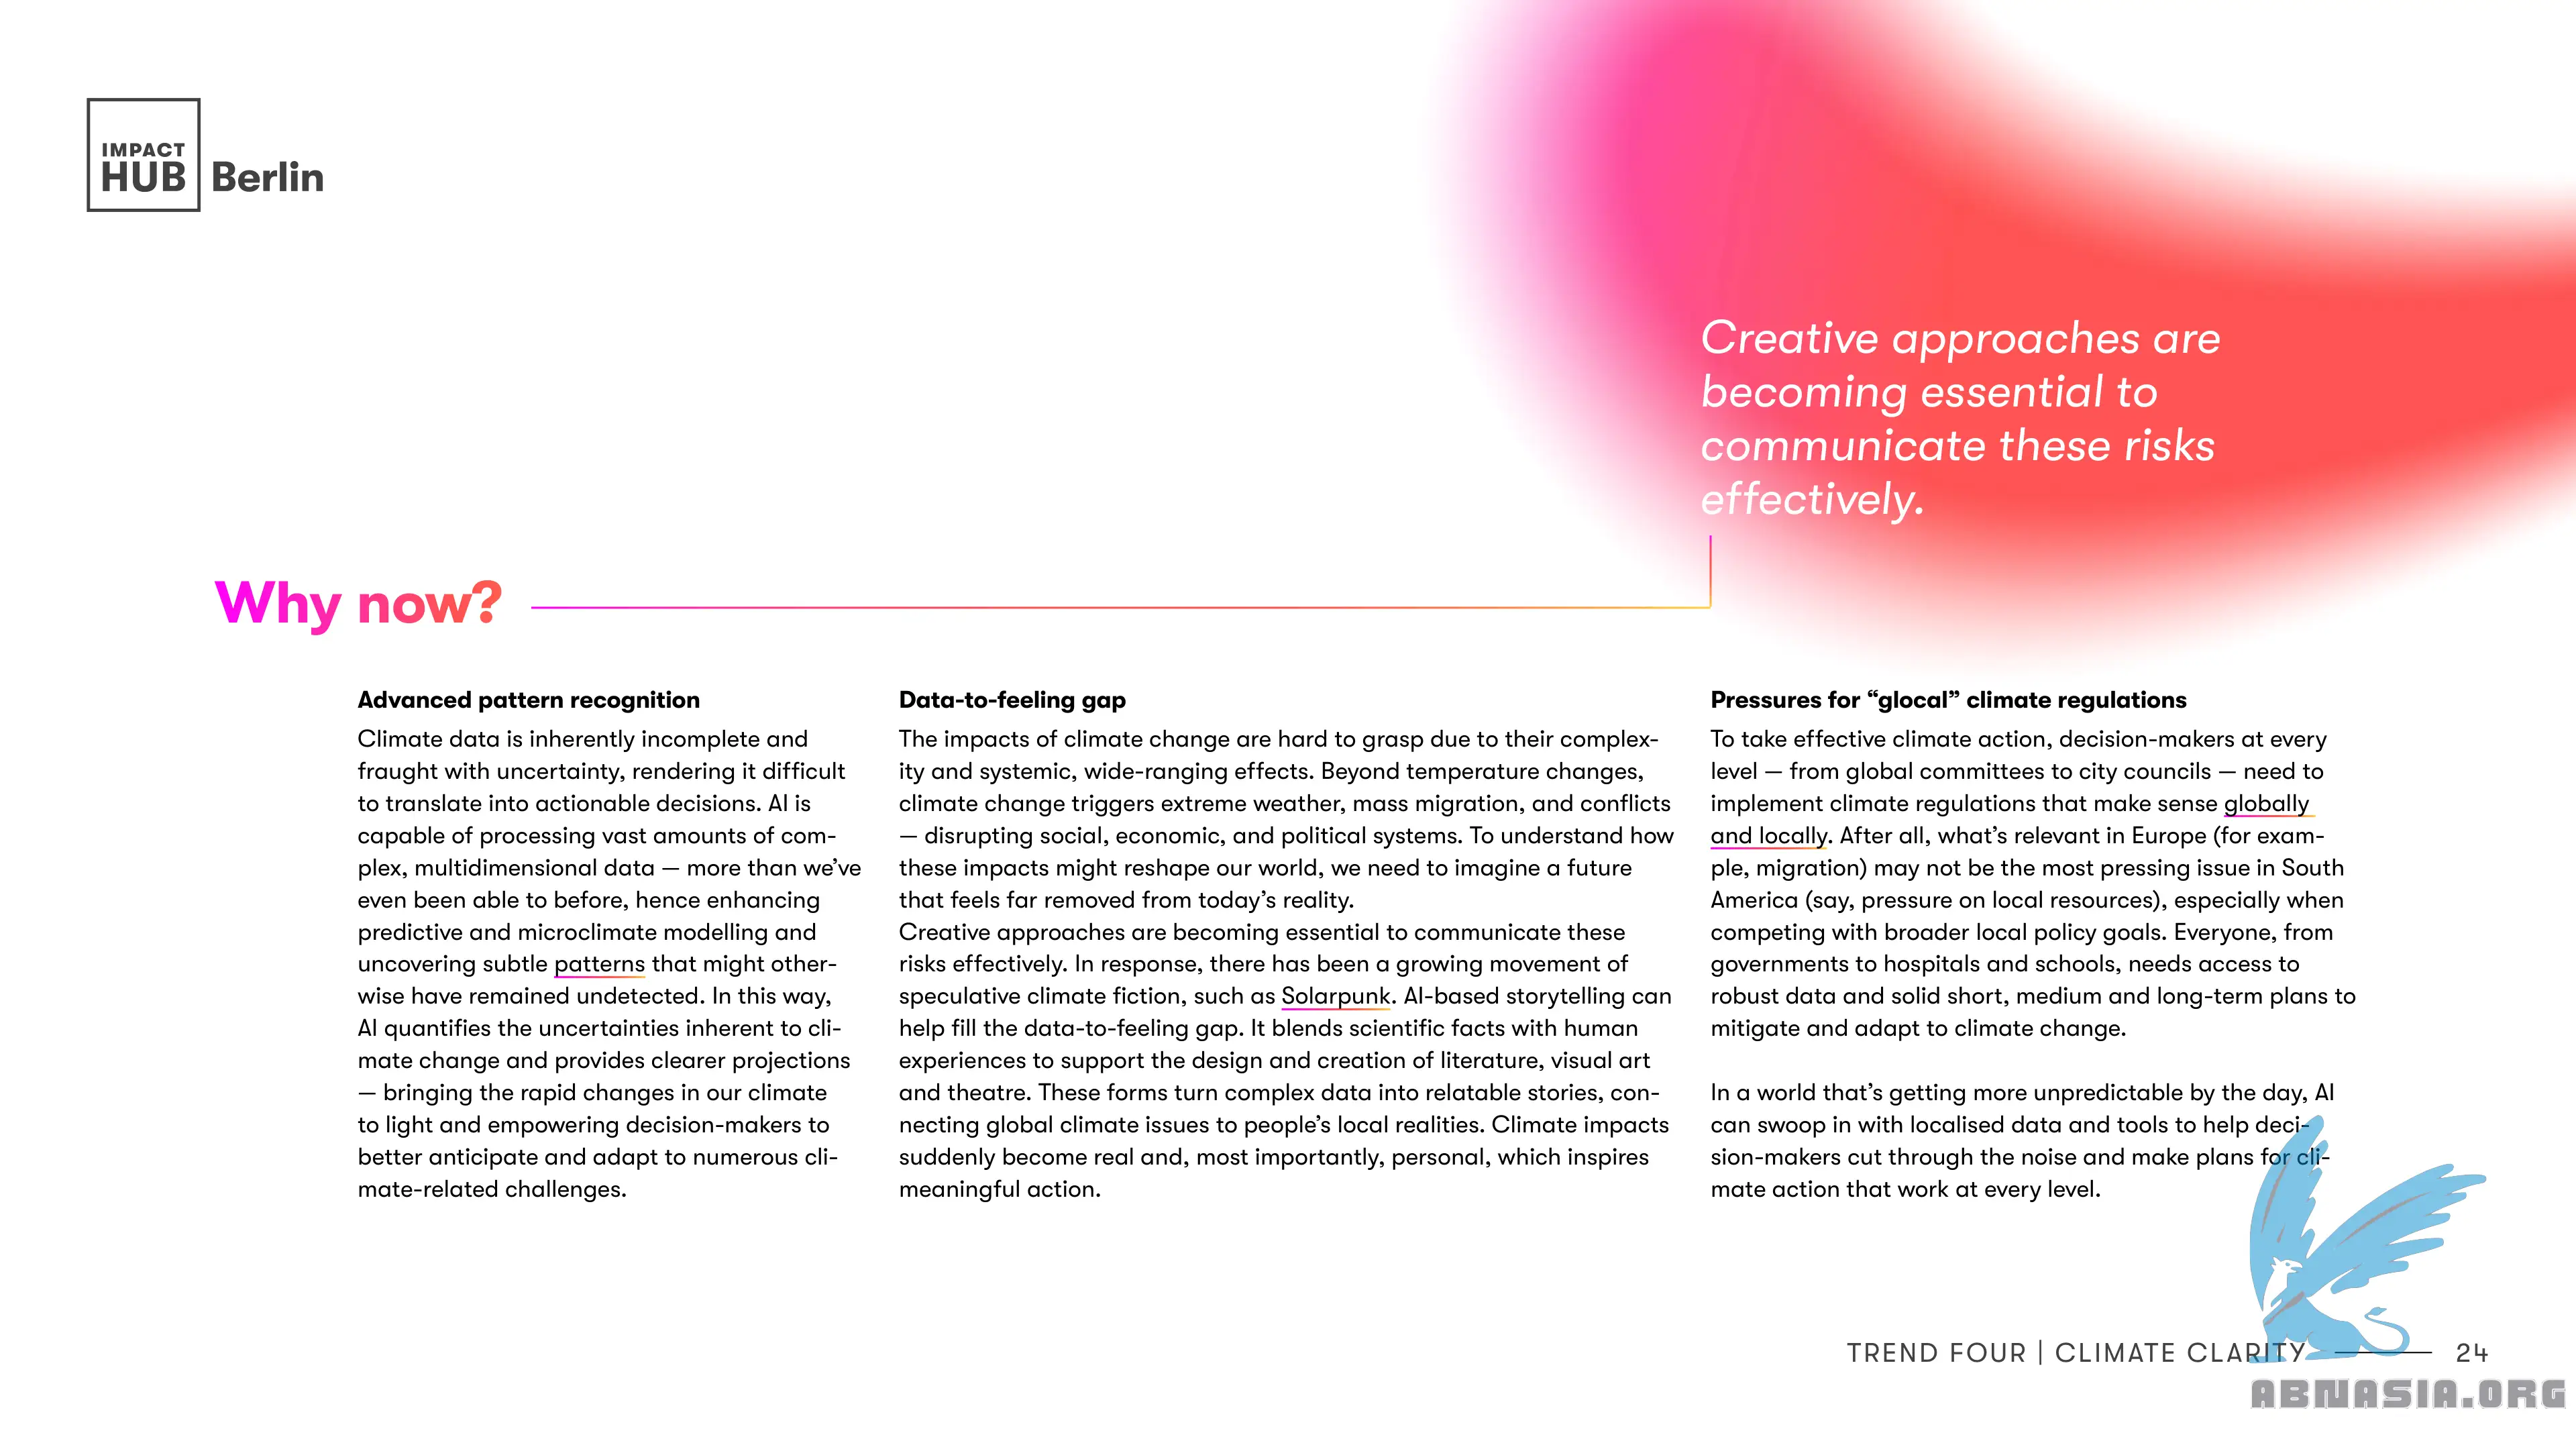 IMPACT
HUB Berlin
Creative approaches are
becoming essential to
communicate these risks
effectively.
Why now?
Advanced pattern recognition
Climate data is inherently incomplete and
fraught with uncertainty, rendering it difficult
to translate into actionable decisions. AI is
capable of processing vast amounts of com-
plex, multidimensional data — more than we’ve
even been able to before, hence enhancing
predictive and microclimate modelling and
uncovering subtle patterns that might other-
wise have remained undetected. In this way,
AI quantifies the uncertainties inherent to cli-
mate change and provides clearer projections
— bringing the rapid changes in our climate
to light and empowering decision-makers to
better anticipate and adapt to numerous cli-
mate-related challenges.
Data-to-feeling gap
The impacts of climate change are hard to grasp due to their complex-
ity and systemic, wide-ranging effects. Beyond temperature changes,
climate change triggers extreme weather, mass migration, and conflicts
— disrupting social, economic, and political systems. To understand how
these impacts might reshape our world, we need to imagine a future
that feels far removed from today’s reality.
Creative approaches are becoming essential to communicate these
risks effectively. In response, there has been a growing movement of
speculative climate fiction, such as Solarpunk. AI-based storytelling can
help fill the data-to-feeling gap. It blends scientific facts with human
experiences to support the design and creation of literature, visual art
and theatre. These forms turn complex data into relatable stories, con-
necting global climate issues to people’s local realities. Climate impacts
suddenly become real and, most importantly, personal, which inspires
meaningful action.
Pressures for “glocal” climate regulations
To take effective climate action, decision-makers at every
level — from global committees to city councils — need to
implement climate regulations that make sense globally
and locally. After all, what’s relevant in Europe (for exam-
ple, migration) may not be the most pressing issue in South
America (say, pressure on local resources), especially when
competing with broader local policy goals. Everyone, from
governments to hospitals and schools, needs access to
robust data and solid short, medium and long-term plans to
mitigate and adapt to climate change.
In a world that’s getting more unpredictable by the day, AI
can swoop in with localised data and tools to help deci-
sion-makers cut through the noise and make plans for cli-
mate action that work at every level.
TREND FOUR | CLIMATE CLARITY 24
ABNASIA.ORG